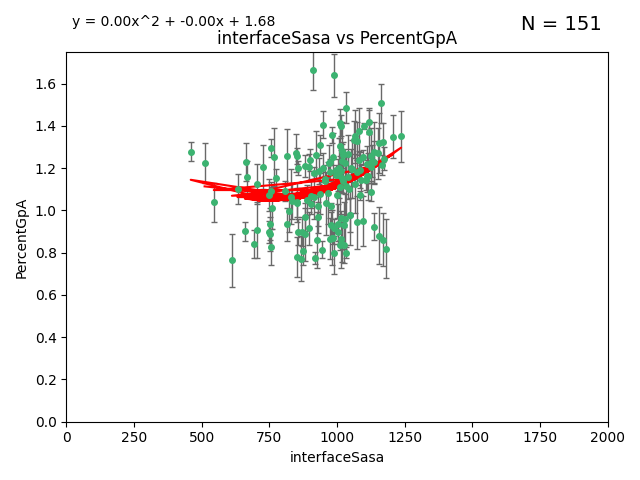 y = 0.00x^2 + -0.00x + 1.68
N = 151
interfaceSasa vs PercentGpA
PercentGpA
1.6
1.4
1.2
1.0
0.8
0.6
0.4
0.2
0.0
0 250 500 750 1000 1250 1500 1750 2000
interfaceSasa